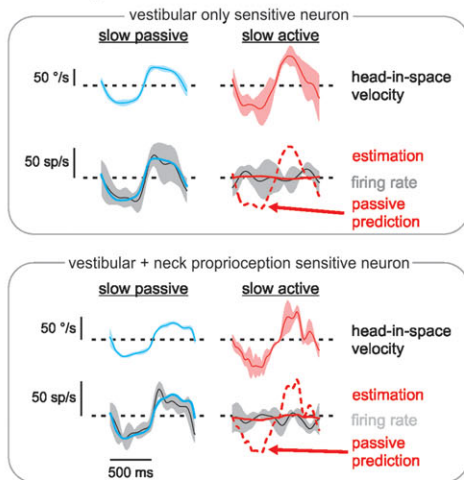 vestibular only sensitive neuron
slow passive
slow active
50 °/s
head-in-space
velocity
50 sp/s
estimation
firing rate
passive
prediction
vestibular + neck proprioception sensitive neuron
slow passive
slow active
50 °/s
head-in-space
velocity
50 sp/s
estimation
firing rate
passive
prediction
500 ms